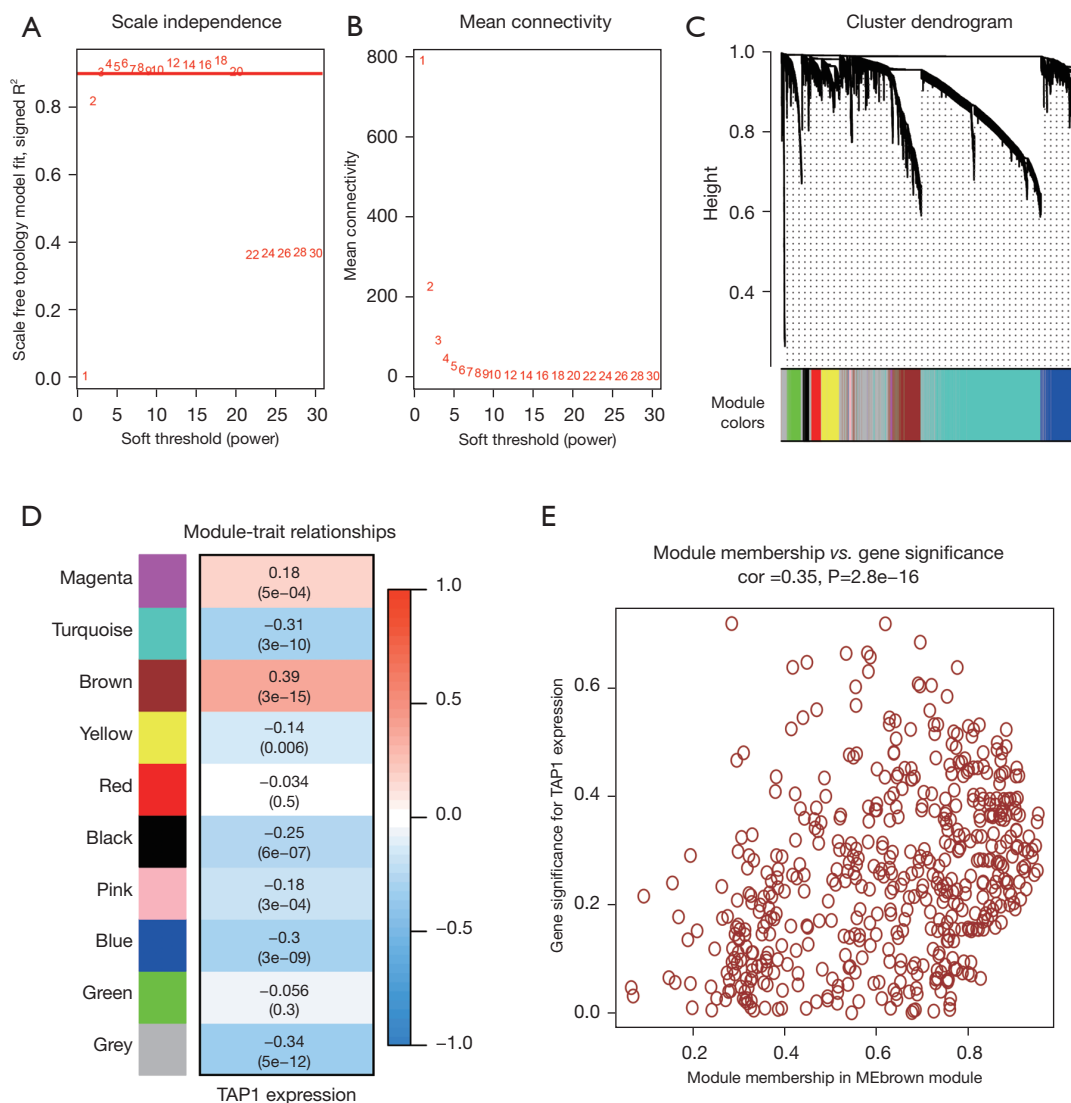 A
Scale independence
Scale free topology model fit, signed R²
0.8
0.4
0.2
0.0
1
2
3 4 5 6 7 8 9 10 12 14 16 18 20
22 24 26 28 30
0 5 10 15 20 25 30
Soft threshold (power)
B
Mean connectivity
Mean connectivity
800
600
400
200
0
1
2
3
4 5 6 7 8 9 10 12 14 16 18 20 22 24 26 28 30
0 5 10 15 20 25 30
Soft threshold (power)
C
Cluster dendrogram
Height
1.0
0.8
0.6
0.4
Module
colors
D
Module-trait relationships
Magenta
0.18
(5e−04)
Turquoise
−0.31
(3e−10)
Brown
0.39
(3e−15)
Yellow
−0.14
(0.006)
Red
−0.034
(0.5)
Black
−0.25
(6e−07)
Pink
−0.18
(3e−04)
Blue
−0.3
(3e−09)
Green
−0.056
(0.3)
Grey
−0.34
(5e−12)
TAP1 expression
1.0
0.5
0.0
−0.5
−1.0
E
Module membership vs. gene significance
cor =0.35, P=2.8e−16
Gene significance for TAP1 expression
0.6
0.4
0.2
0.0
0.2 0.4 0.6 0.8
Module membership in MEbrown module